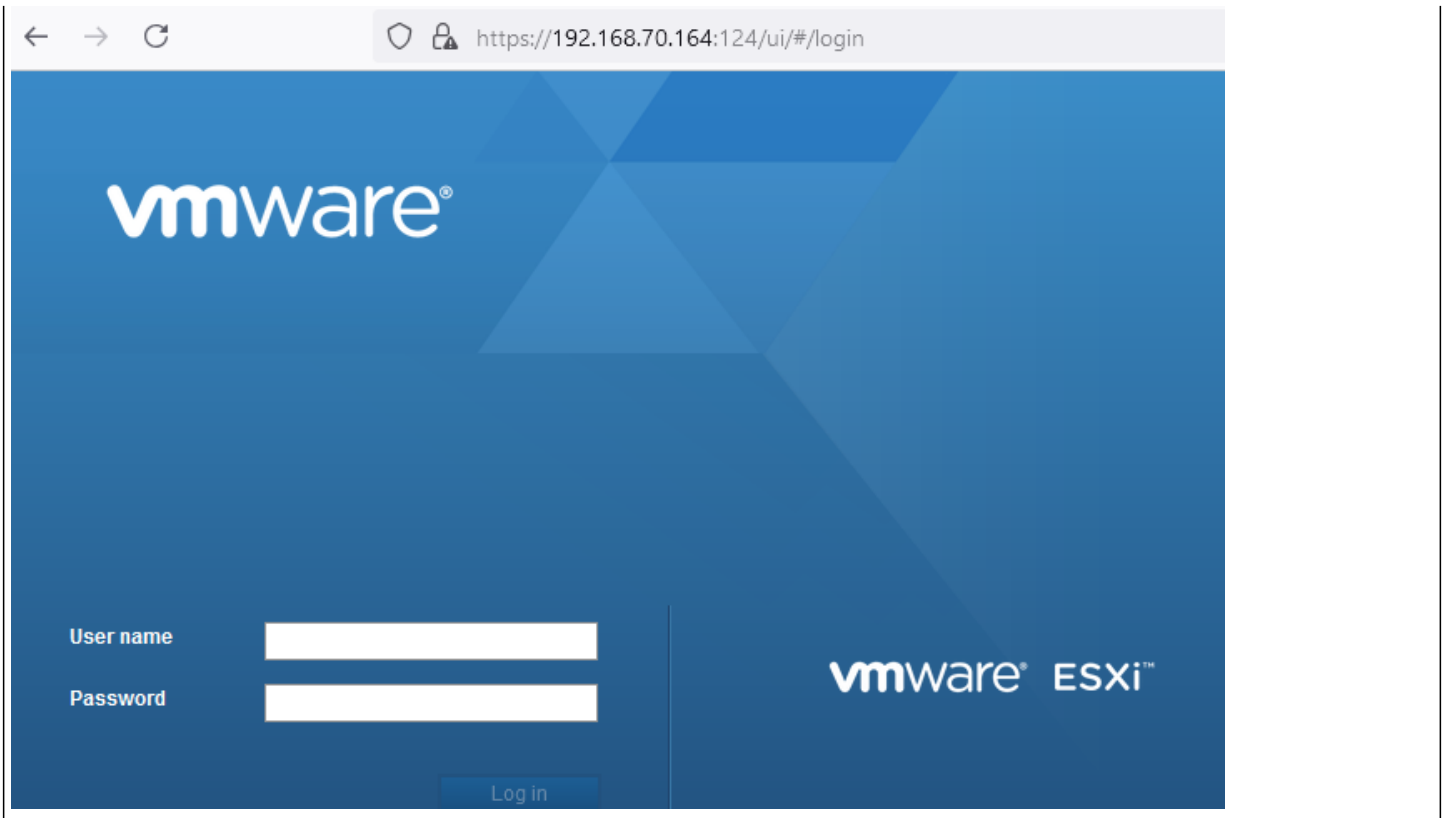 https://192.168.70.164:124/ui/#/login
vmware®
User name
Password
vmware® ESXi™
Log in